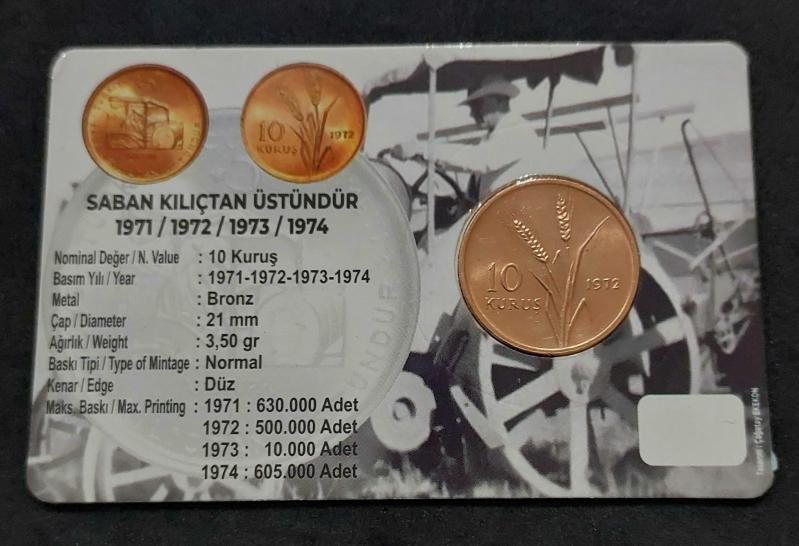 10
KURUŞ
1972
SABAN KILIÇTAN ÜSTÜNDÜR
1971 / 1972 / 1973 / 1974
Nominal Değer / N. Value : 10 Kuruş
Basım Yılı / Year : 1971-1972-1973-1974
Metal : Bronz
Çap / Diameter : 21 mm
Ağırlık / Weight : 3,50 gr
Baskı Tipi / Type of Mintage : Normal
Kenar / Edge : Düz
Maks. Baskı / Max. Printing : 1971 : 630.000 Adet
1972 : 500.000 Adet
1973 : 10.000 Adet
1974 : 605.000 Adet
10
KURUŞ
1972